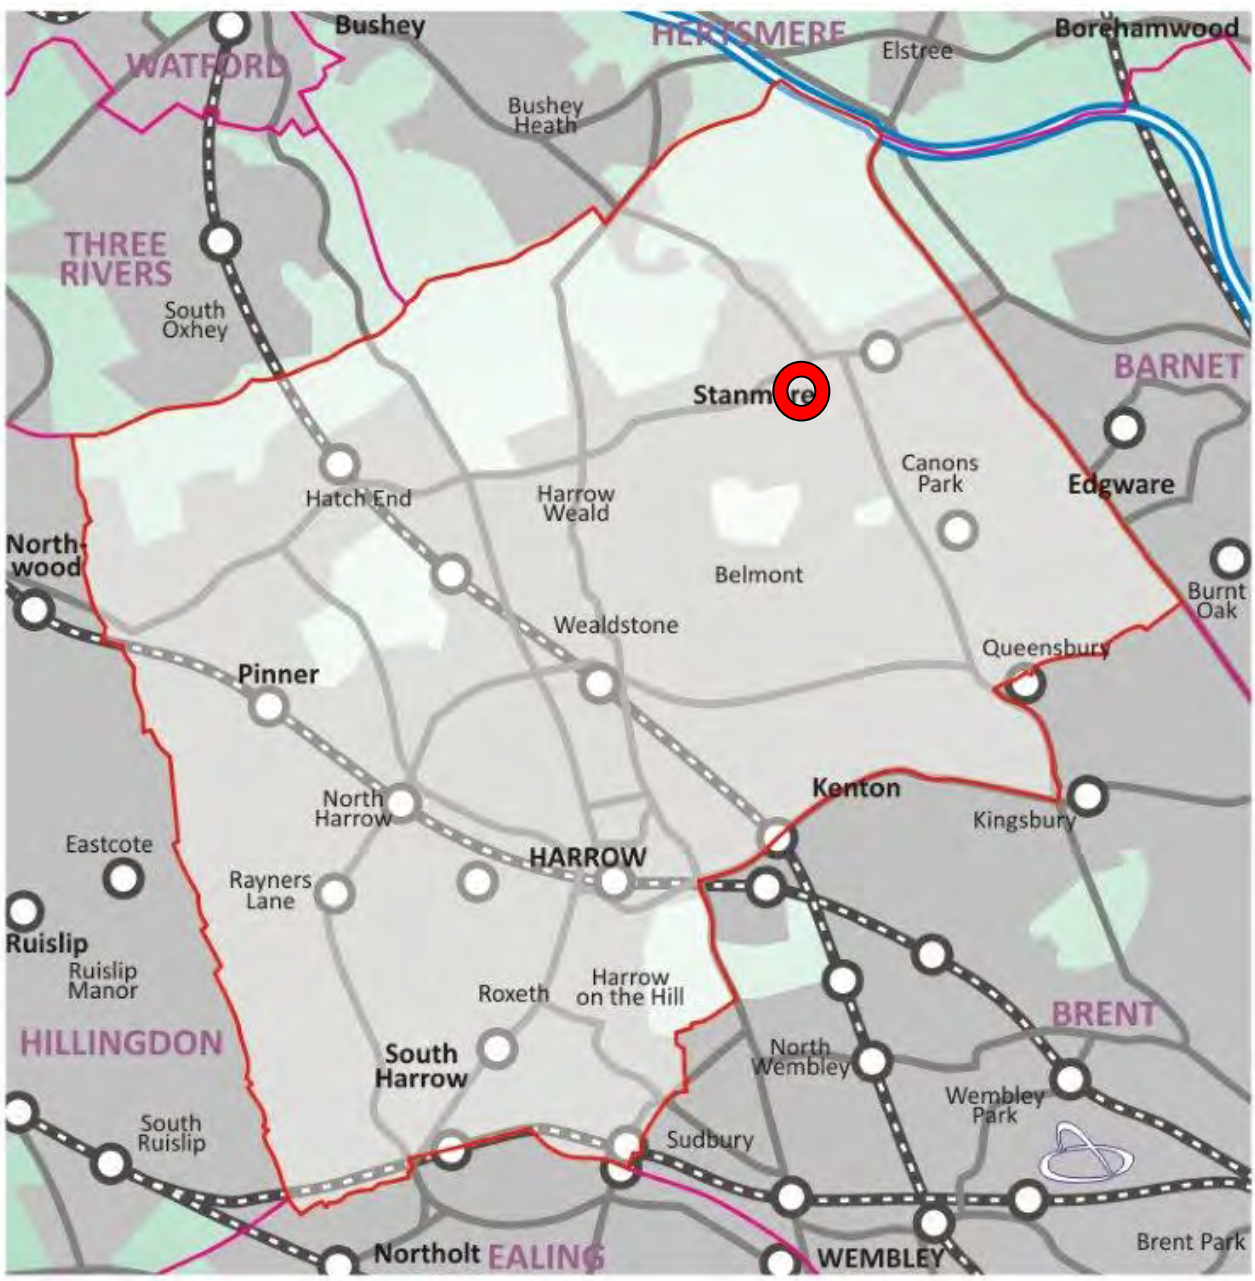 Bushey
HERTSMERE
Borehamwood
Elstree
WATFORD
Bushey
Heath
THREE
RIVERS
South
Oxhey
BARNET
Stanm re
Edgware
Canons
Park
Hatch End
Harrow
Weald
North-
wood
Belmont
Burnt
Oak
Wealdstone
Queensbury
Pinner
Kenton
North
Harrow
Kingsbury
Eastcote
HARROW
Rayners
Lane
Ruislip
Ruislip
Manor
Roxeth
Harrow
on the Hill
HILLINGDON
BRENT
South
Harrow
North
Wembley
Wembley
Park
South
Ruislip
Sudbury
Northolt
EALING
WEMBLEY
Brent Park